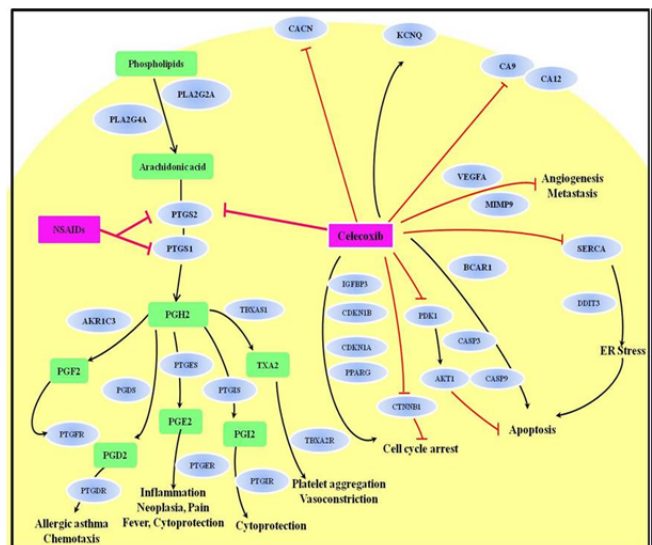 CACN
KCNQ
CA9
CA12
Phospholipids
PLA2G2A
PLA2G4A
Arachidonic acid
VEGFA
MIMP9
Angiogenesis
Metastasis
NSAIDs
PTGS2
PTGS1
Celecoxib
SERCA
BCAR1
IGFBP3
CDKN1B
CDKN1A
PPARG
PDK1
CASP3
AKT1
CASP9
CTNNB1
DDIT3
ER Stress
Apoptosis
Cell cycle arrest
AKR1C3
PGH2
TBXAS1
PGF2
PGDS
PTGES
PTGIS
TXA2
PTGFR
PGD2
PGE2
PGI2
TBXA2R
PTGDR
PTGER
PTGIR
Allergic asthma
Chemotaxis
Inflammation
Neoplasia, Pain
Fever, Cytoprotection
Cytoprotection
Platelet aggregation
Vasoconstriction